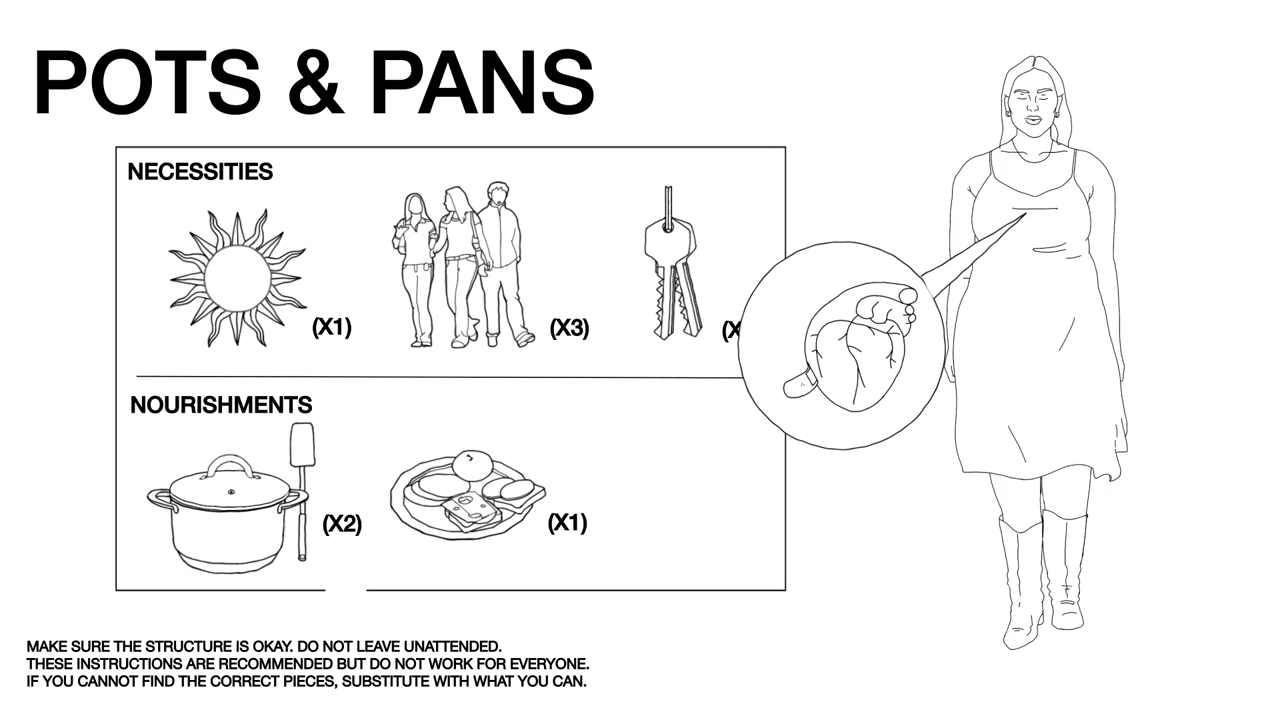 POTS & PANS
NECESSITIES
(X1)
(X3)
(X
NOURISHMENTS
(X2)
(X1)
MAKE SURE THE STRUCTURE IS OKAY. DO NOT LEAVE UNATTENDED.
THESE INSTRUCTIONS ARE RECOMMENDED BUT DO NOT WORK FOR EVERYONE.
IF YOU CANNOT FIND THE CORRECT PIECES, SUBSTITUTE WITH WHAT YOU CAN.